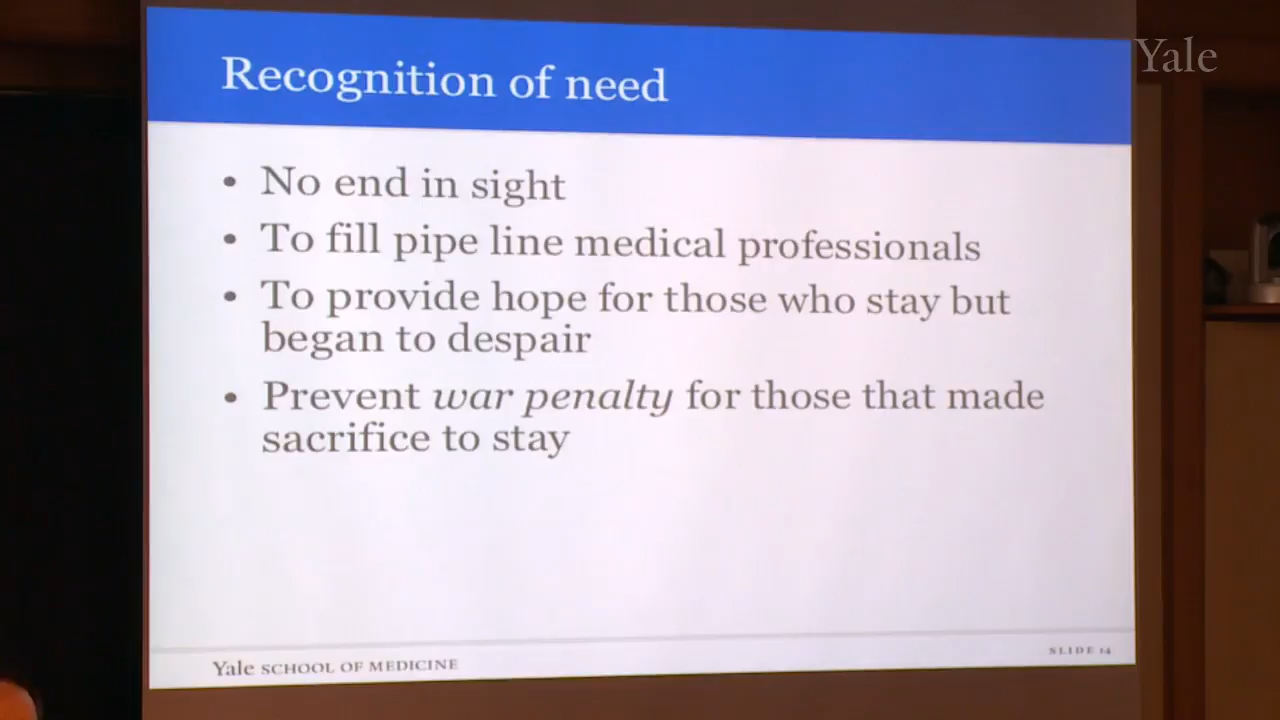 Yale
Recognition of need
• No end in sight
• To fill pipe line medical professionals
• To provide hope for those who stay but
began to despair
• Prevent war penalty for those that made
sacrifice to stay
Yale SCHOOL OF MEDICINE
SLIDE 14